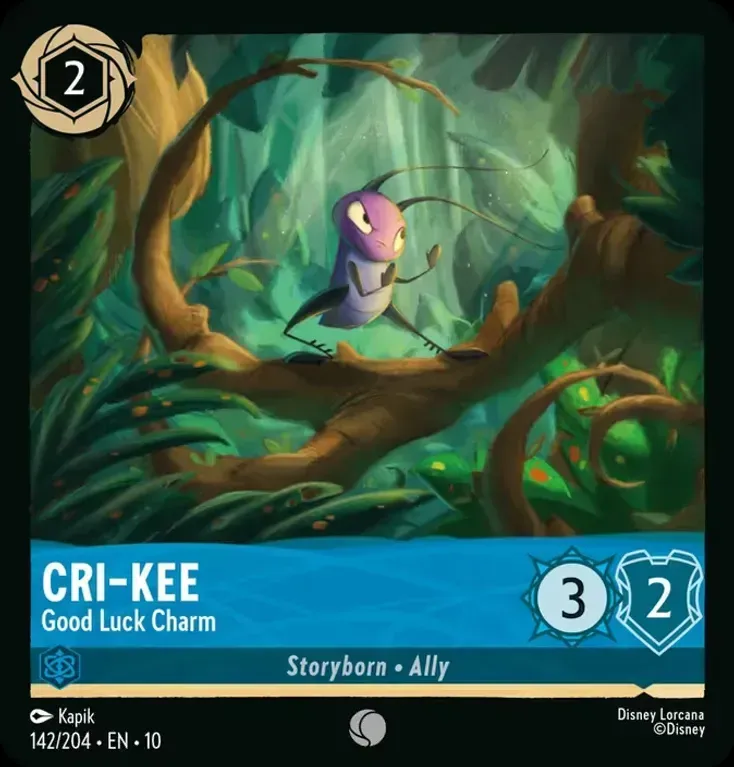 2
CRI-KEE
Good Luck Charm
3
2
Storyborn • Ally
Kapik
142/204 • EN • 10
Disney Lorcana
©Disney